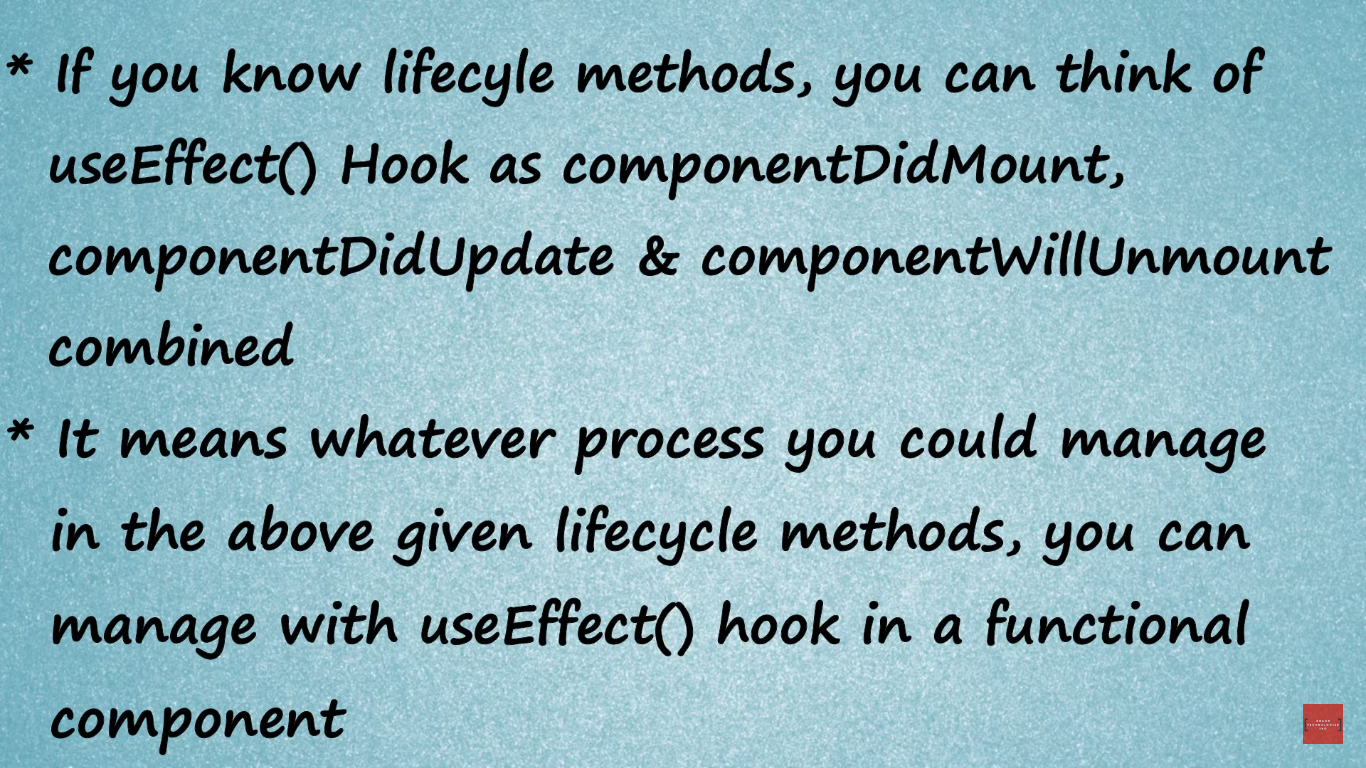 * If you know lifecyle methods, you can think of
useEffect() Hook as componentDidMount,
componentDidUpdate & componentWillUnmount
combined
* It means whatever process you could manage
in the above given lifecycle methods, you can
manage with useEffect() hook in a functional
component